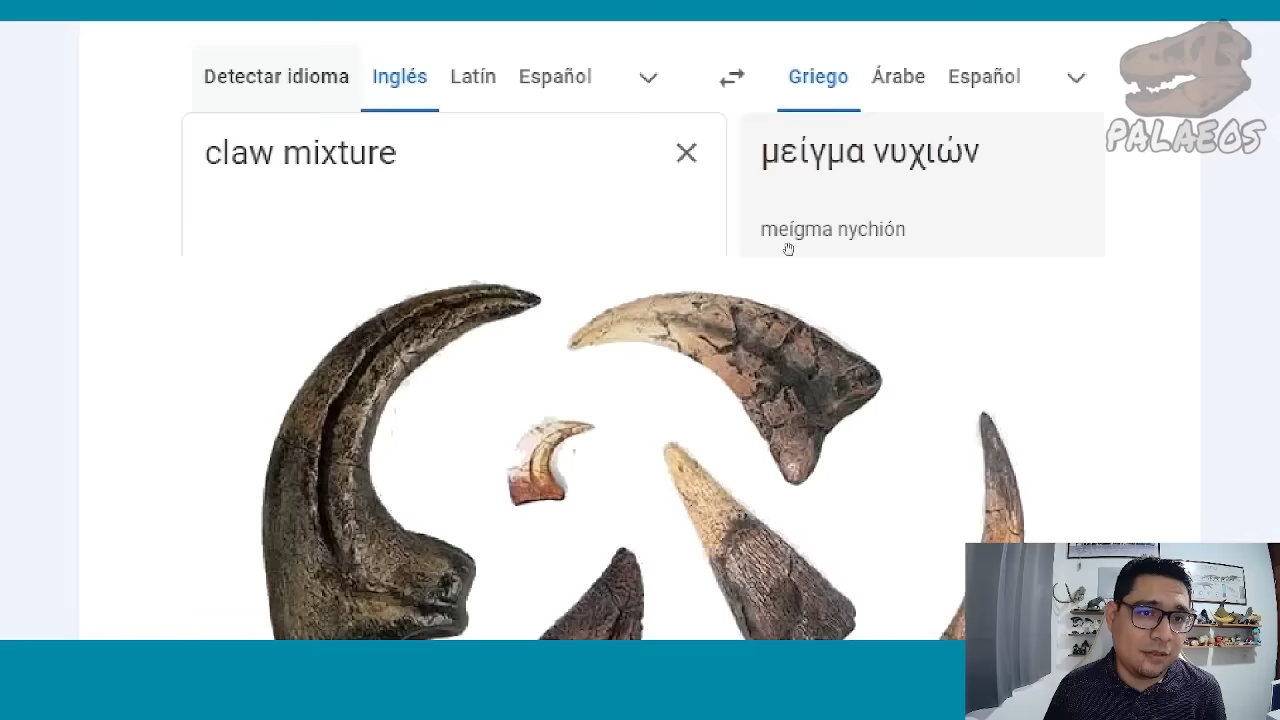 Detectar idioma Inglés Latín Español Griego Árabe Español
claw mixture
μείγμα νυχιών
meígma nychión
PALAEOS